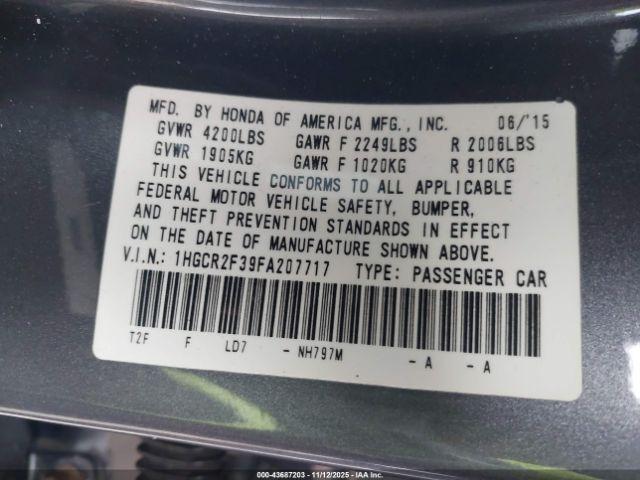 MFD. BY HONDA OF AMERICA MFG., INC. 06/'15
GVWR 4200LBS GAWR F 2249LBS R 2006LBS
GVWR 1905KG GAWR F 1020KG R 910KG
THIS VEHICLE CONFORMS TO ALL APPLICABLE
FEDERAL MOTOR VEHICLE SAFETY, BUMPER,
AND THEFT PREVENTION STANDARDS IN EFFECT
ON THE DATE OF MANUFACTURE SHOWN ABOVE.
V.I.N.: 1HGCR2F39FA207717 TYPE: PASSENGER CAR
T2F F LD7 - NH797M - A - A
© IAA 43687203 - 11/12/2025 - IAAI.COM